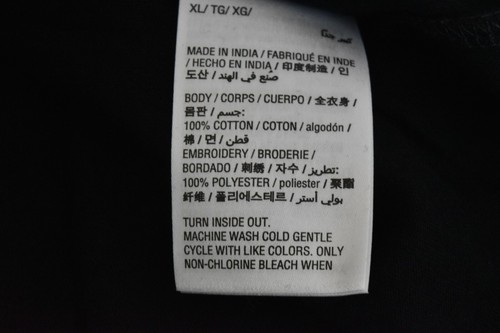 XL/ TG/ XG/
كبير جدًا
MADE IN INDIA / FABRIQUÉ EN INDE
/ HECHO EN INDIA / 印度制造 / 인
도산 / صُنع في الهند /
BODY / CORPS / CUERPO / 全衣身 /
몸판 / جسم:
100% COTTON / COTON / algodón /
棉 / 면 / قطن
EMBROIDERY / BRODERIE /
BORDADO / 刺绣 / 자수 / تطريز:
100% POLYESTER / poliester / 聚酯
纤维 / 폴리에스테르 / بولي أستر
TURN INSIDE OUT.
MACHINE WASH COLD GENTLE
CYCLE WITH LIKE COLORS. ONLY
NON-CHLORINE BLEACH WHEN